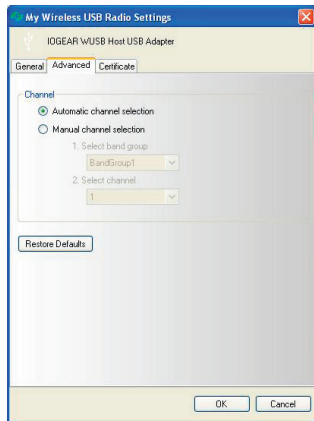 My Wireless USB Radio Settings
IOGEAR WUSB Host USB Adapter
General Advanced Certificate
Channel
Automatic channel selection
Manual channel selection
1. Select band group
BandGroup1
2. Select channel
1
Restore Defaults
OK Cancel